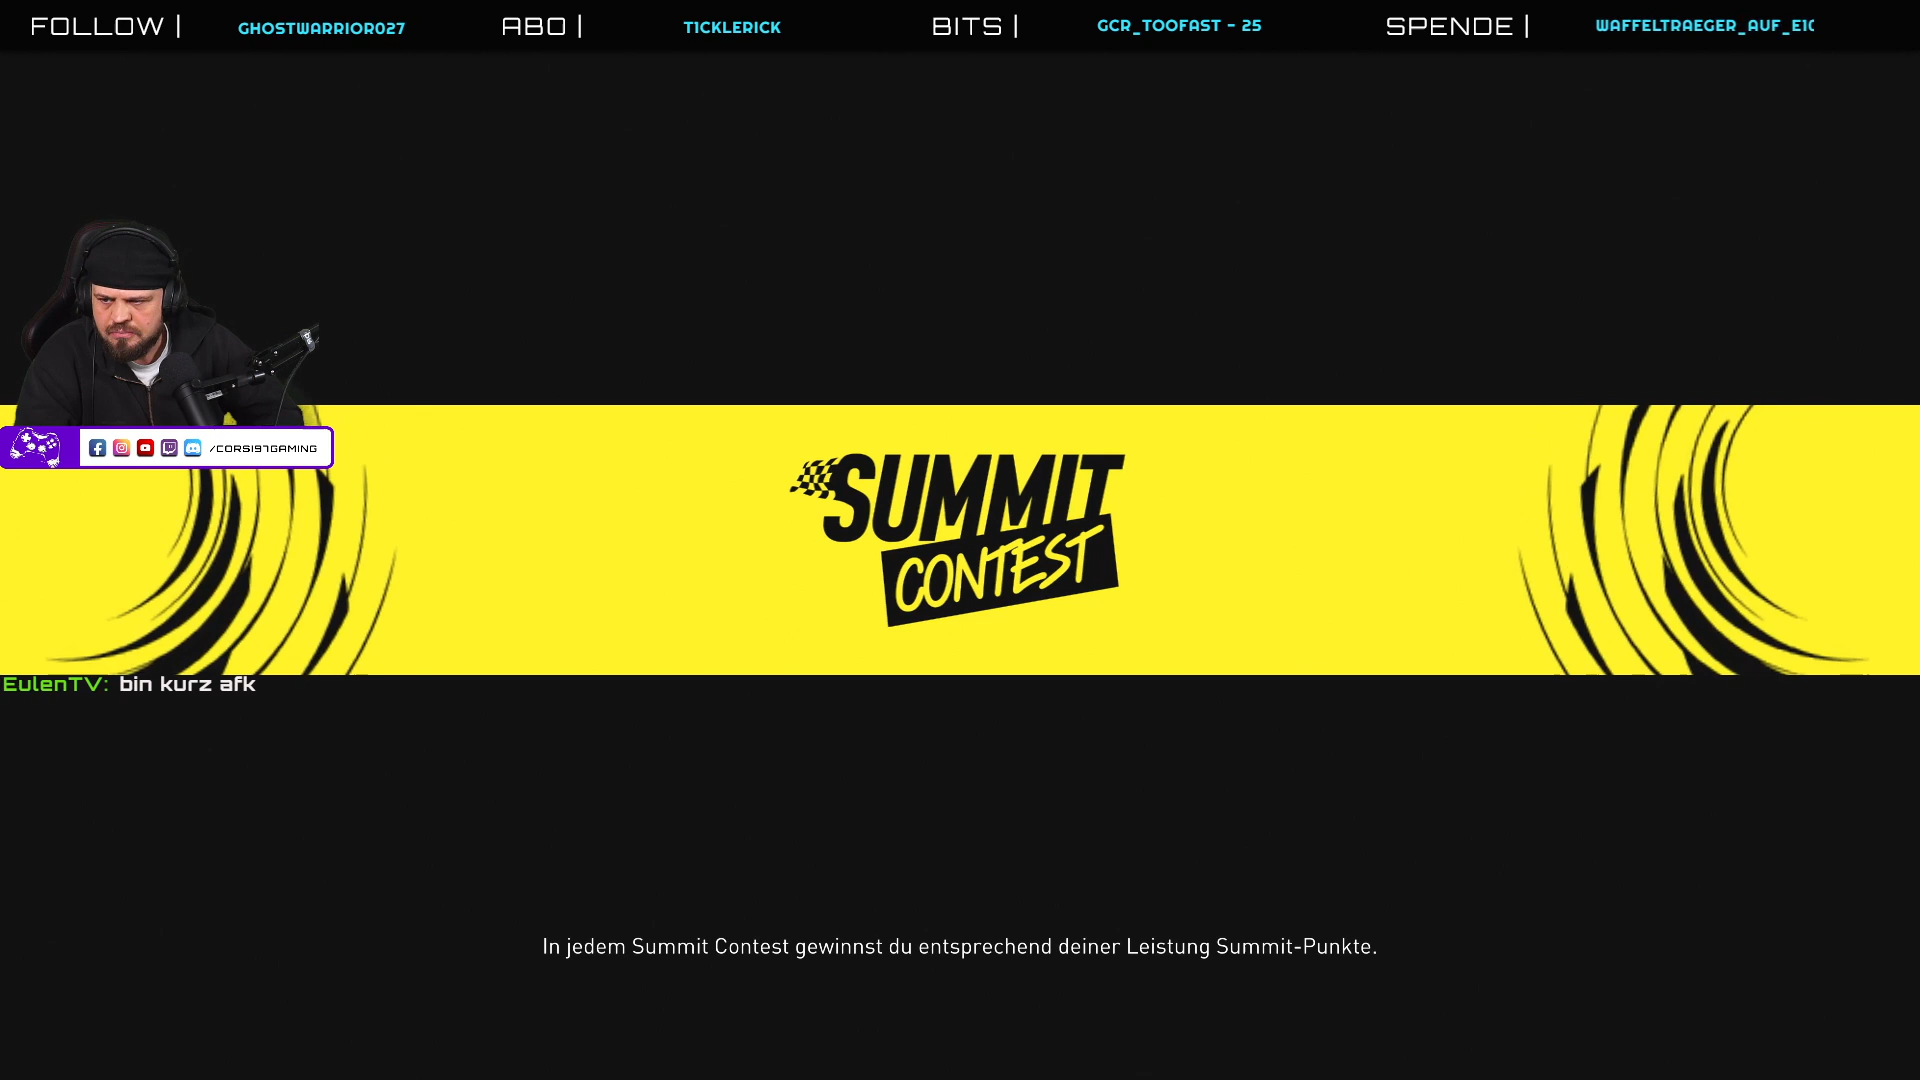 FOLLOW |
GHOSTWARRIOR027
ABO |
T1CKLERICK
BITS |
GCR_TOOFAST - 25
SPENDE |
WAFFELTRAEGER_AUF_EI
/CORSI97GAMING
SUMMIT
CONTEST
EulenTV: bin kurz afk
In jedem Summit Contest gewinnst du entsprechend deiner Leistung Summit-Punkte.